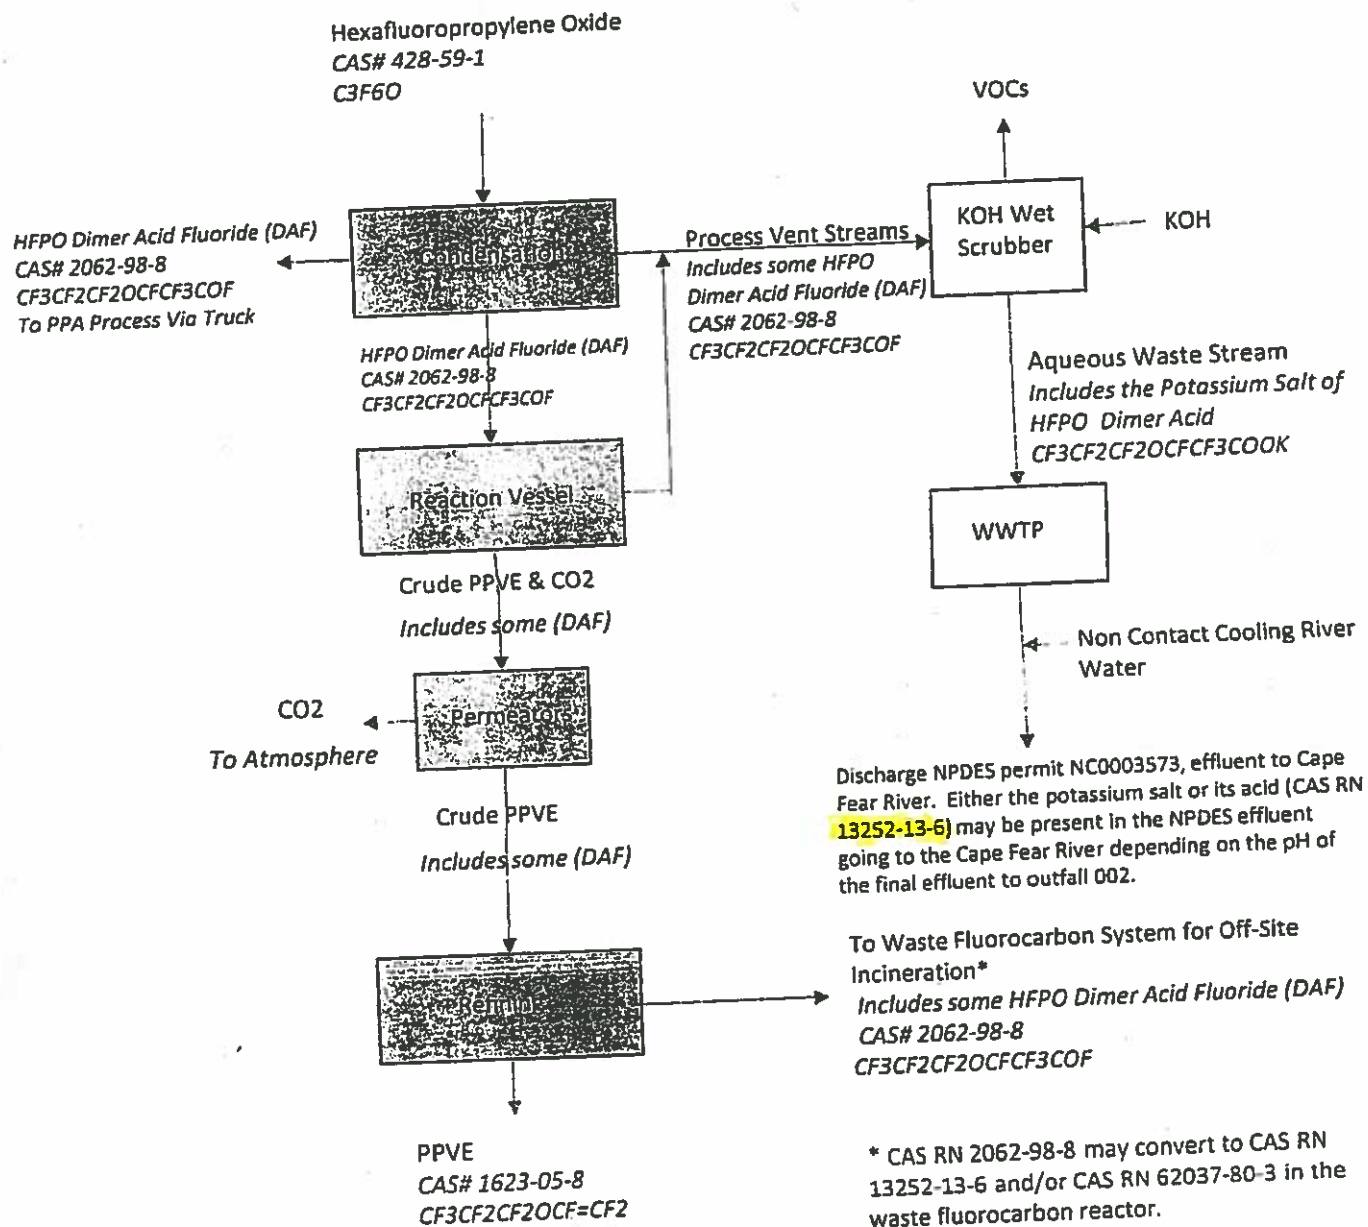 Hexafluoropropylene Oxide
CAS# 428-59-1
C3F6O
VOCs
HFPO Dimer Acid Fluoride (DAF)
CAS# 2062-98-8
CF3CF2CF2OCFCF3COF
To PPA Process Via Truck
Condensation
Process Vent Streams
Includes some HFPO
Dimer Acid Fluoride (DAF)
CAS# 2062-98-8
CF3CF2CF2OCFCF3COF
KOH Wet
Scrubber
KOH
HFPO Dimer Acid Fluoride (DAF)
CAS# 2062-98-8
CF3CF2CF2OCFCF3COF
Aqueous Waste Stream
Includes the Potassium Salt of
HFPO Dimer Acid
CF3CF2CF2OCFCF3COOK
Reaction Vessel
WWTP
Crude PPVE & CO2
Includes some (DAF)
Non Contact Cooling River
Water
CO2
To Atmosphere
Permeators
Discharge NPDES permit NC0003573, effluent to Cape
Fear River. Either the potassium salt or its acid (CAS RN
13252-13-6) may be present in the NPDES effluent
going to the Cape Fear River depending on the pH of
the final effluent to outfall 002.
Crude PPVE
Includes some (DAF)
Refining
To Waste Fluorocarbon System for Off-Site
Incineration*
Includes some HFPO Dimer Acid Fluoride (DAF)
CAS# 2062-98-8
CF3CF2CF2OCFCF3COF
PPVE
CAS# 1623-05-8
CF3CF2CF2OCF=CF2
* CAS RN 2062-98-8 may convert to CAS RN
13252-13-6 and/or CAS RN 62037-80-3 in the
waste fluorocarbon reactor.